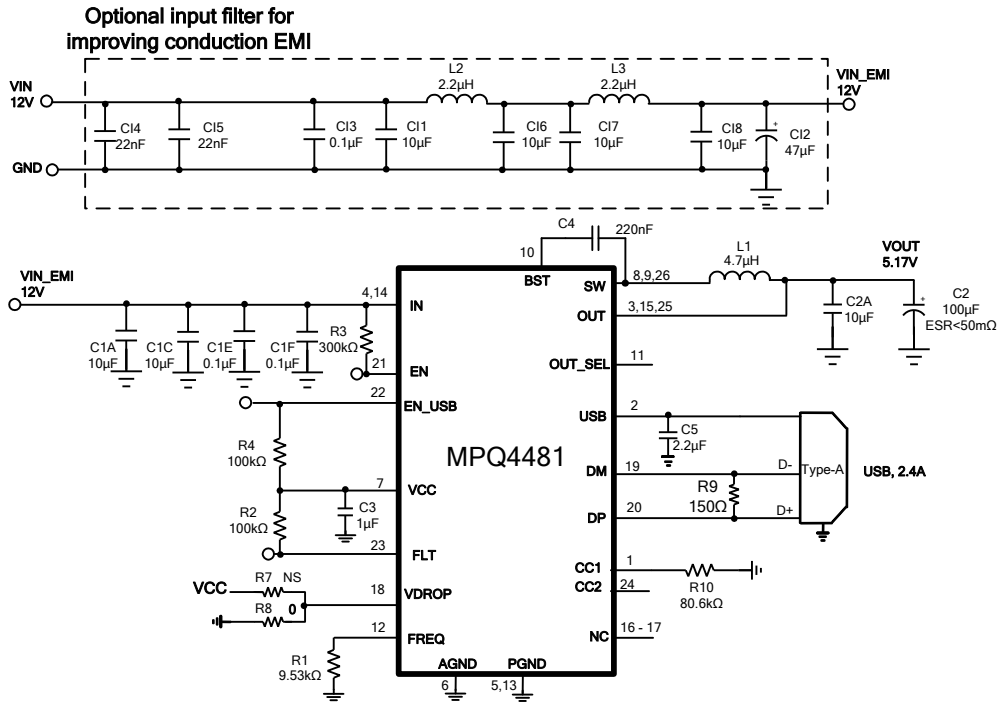 Optional input filter for
improving conduction EMI
VIN
12V
GND
CI4
22nF
CI5
22nF
CI3
0.1µF
CI1
10µF
L2
2.2µH
CI6
10µF
CI7
10µF
L3
2.2µH
CI8
10µF
CI2
47µF
+
VIN_EMI
12V
VIN_EMI
12V
C1A
10µF
C1C
10µF
C1E
0.1µF
C1F
0.1µF
R3
300kΩ
4,14
IN
21
EN
22
EN_USB
R4
100kΩ
R2
100kΩ
7
VCC
C3
1µF
23
FLT
VCC
R7 NS
R8 0
18
VDROP
12
FREQ
R1
9.53kΩ
MPQ4481
AGND
6
PGND
5,13
10
BST
C4
220nF
SW
8,9,26
L1
4.7µH
OUT
3,15,25
VOUT
5.17V
C2A
10µF
+
C2
100µF
ESR<50mΩ
OUT_SEL
11
USB
2
C5
2.2µF
DM
19
D-
R9
150Ω
DP
20
D+
Type-A
USB, 2.4A
CC1
1
R10
80.6kΩ
CC2
24
NC
16 - 17